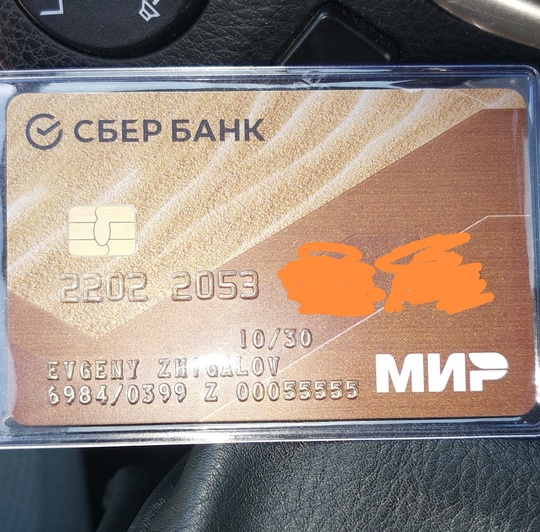 СБЕР БАНК
2202 2053
10/30
EVGENY ZHIGALOV
6984/0399 Z 00055555
МИР